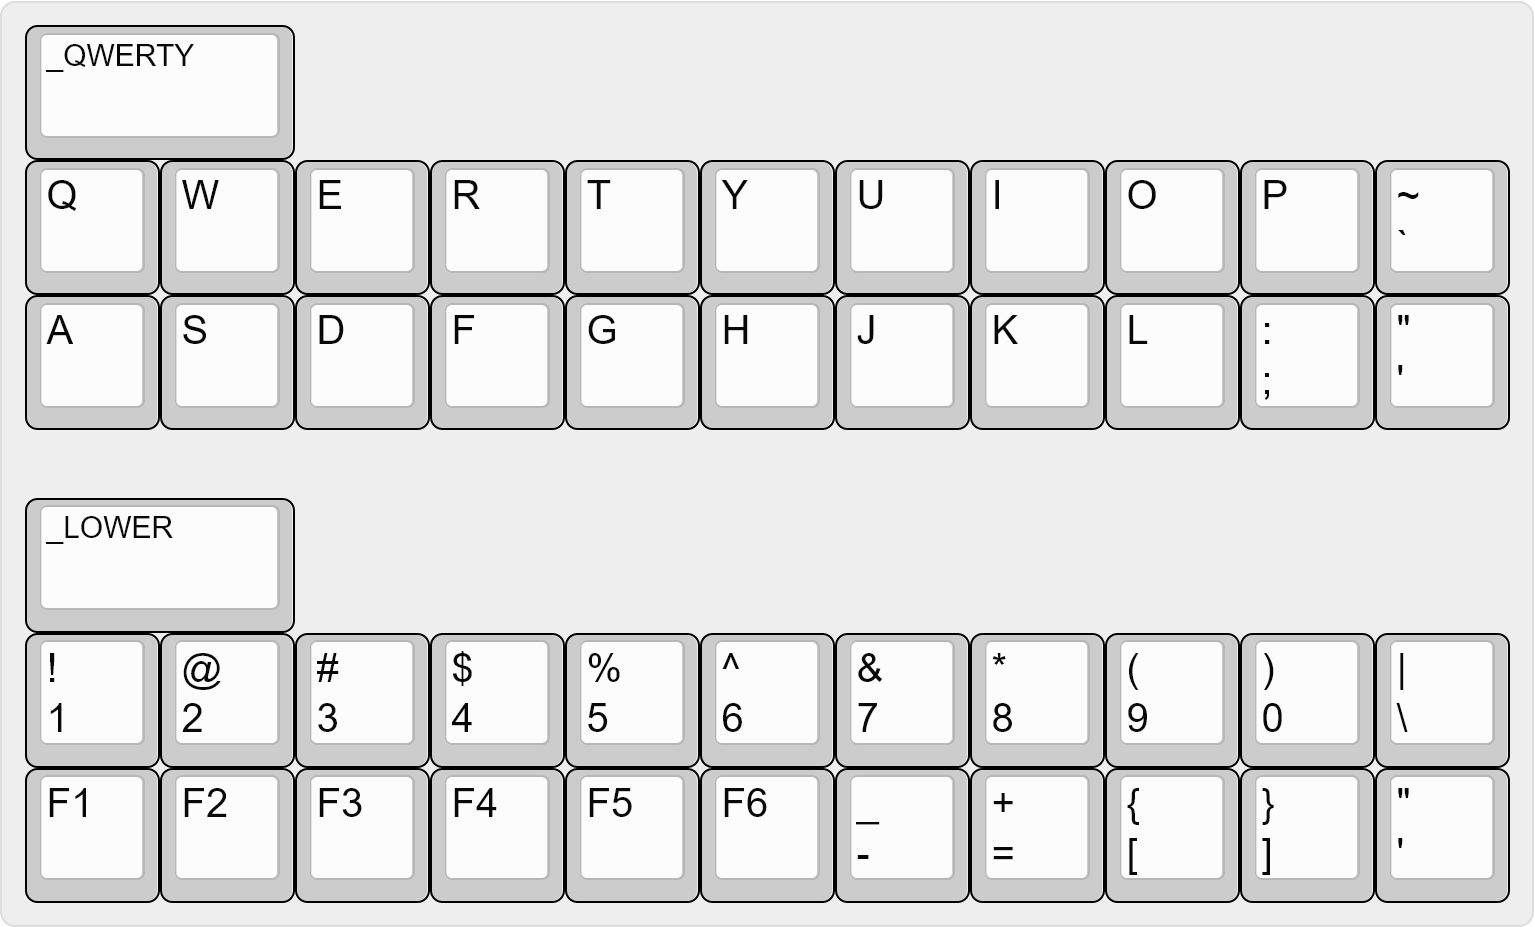 _QWERTY
Q W E R T Y U I O P ~
`
A S D F G H J K L : "
; '
_LOWER
! @ # $ % ^ & * ( ) |
1 2 3 4 5 6 7 8 9 0 \
F1 F2 F3 F4 F5 F6 _ + { } "
- = [ ] '